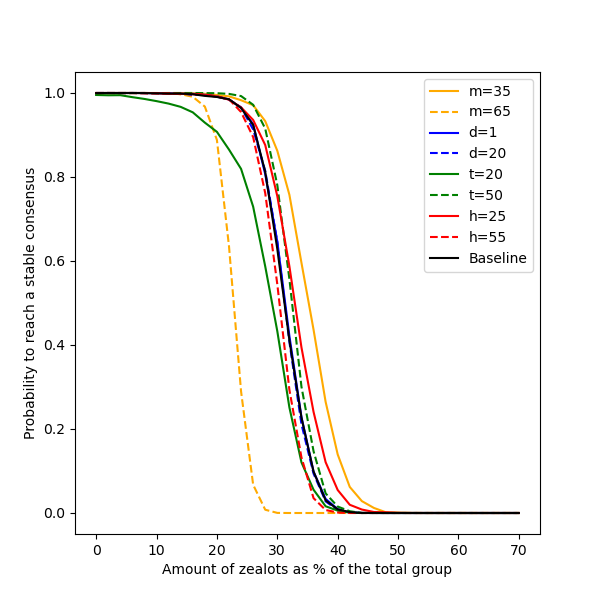 1.0
0.8
0.6
0.4
0.2
0.0
Probability to reach a stable consensus
0 10 20 30 40 50 60 70
Amount of zealots as % of the total group
m=35
m=65
d=1
d=20
t=20
t=50
h=25
h=55
Baseline